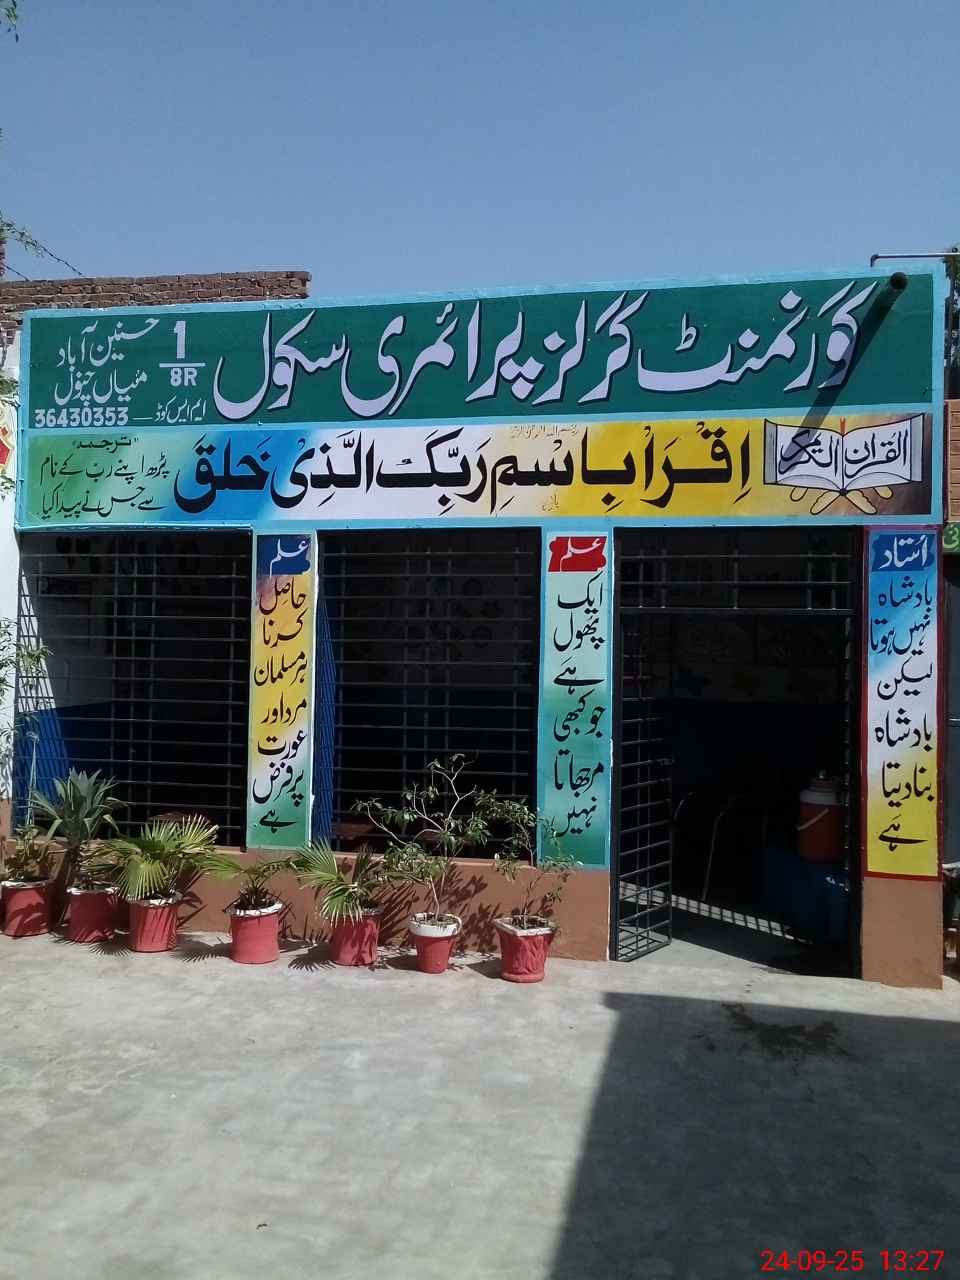 گورنمنٹ گرلز پرائمری سکول
1
8R
حسنین آباد
میاں چنوں
ایم ایس کوڈ
36430353
القرآن الکریم
اِقْرَأْ بِاسْمِ رَبِّکَ الَّذِیْ خَلَقَ
"ترجمہ"
پڑھ اپنے ربّ کے نام
سے جس نے پیدا کیا
استاد
بادشاہ
نہیں ہوتا
لیکن
بادشاہ
بنا دیتا
ہے
علم
ایک
پھول
ہے
جو کبھی
مرجھاتا
نہیں
علم
حاصل
کرنا
ہر مسلمان
مرد اور
عورت
پر فرض
ہے
24-09-25 13:27